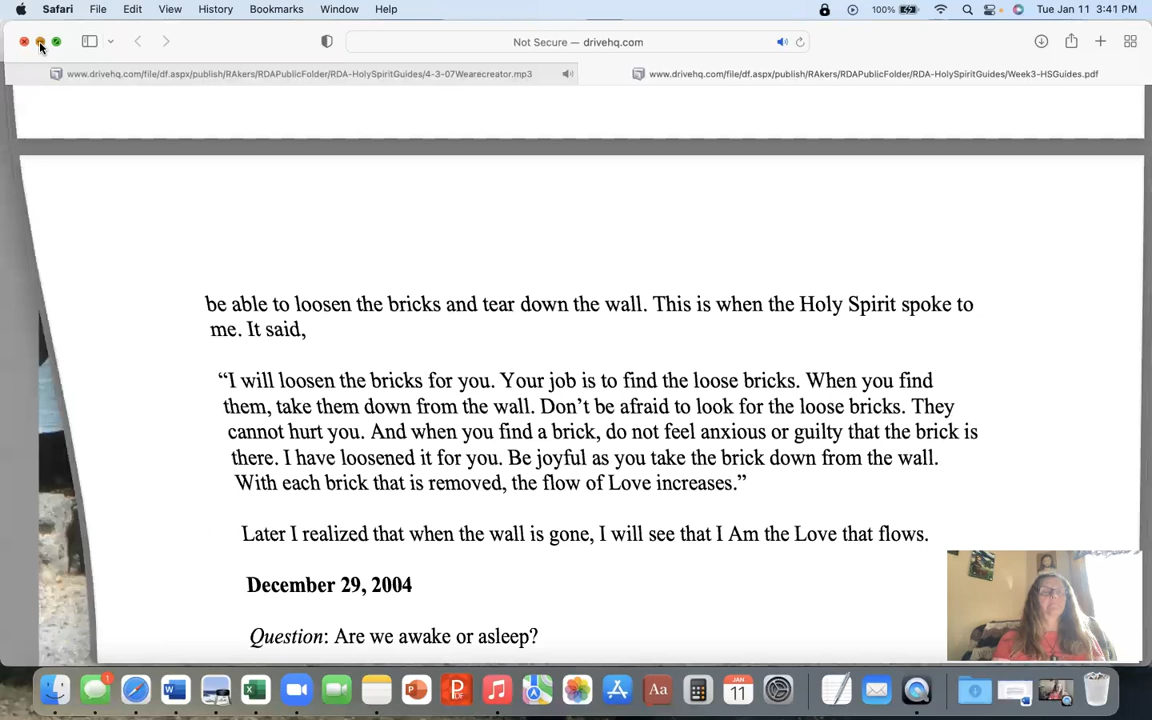 Safari File Edit View History Bookmarks Window Help 100% Tue Jan 11 3:41 PM
Not Secure — drivehq.com
www.drivehq.com/file/df.aspx/publish/RAkers/RDAPublicFolder/RDA-HolySpiritGuides/4-3-07Wearecreator.mp3
www.drivehq.com/file/df.aspx/publish/RAkers/RDAPublicFolder/RDA-HolySpiritGuides/Week3-HSGuides.pdf
be able to loosen the bricks and tear down the wall. This is when the Holy Spirit spoke to
me. It said,
“I will loosen the bricks for you. Your job is to find the loose bricks. When you find
them, take them down from the wall. Don’t be afraid to look for the loose bricks. They
cannot hurt you. And when you find a brick, do not feel anxious or guilty that the brick is
there. I have loosened it for you. Be joyful as you take the brick down from the wall.
With each brick that is removed, the flow of Love increases.”
Later I realized that when the wall is gone, I will see that I Am the Love that flows.
December 29, 2004
Question: Are we awake or asleep?
1
JAN
11
Aa